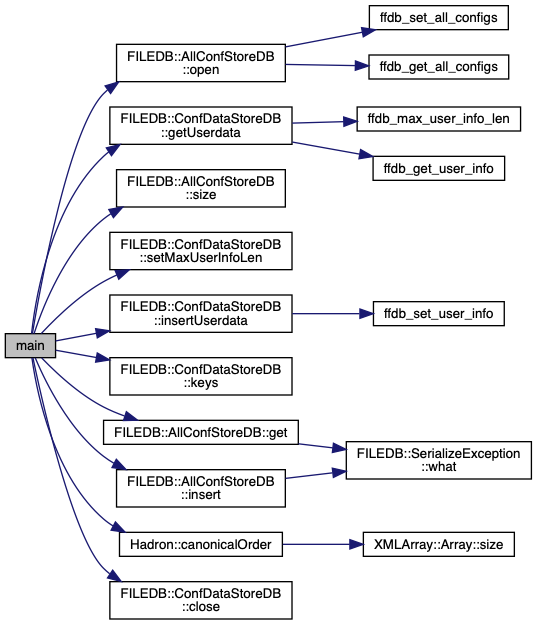 main
FILEDB::AllConfStoreDB
::open
ffdb_set_all_configs
ffdb_get_all_configs
FILEDB::ConfDataStoreDB
::getUserdata
ffdb_max_user_info_len
ffdb_get_user_info
FILEDB::AllConfStoreDB
::size
FILEDB::ConfDataStoreDB
::setMaxUserInfoLen
FILEDB::ConfDataStoreDB
::insertUserdata
ffdb_set_user_info
FILEDB::ConfDataStoreDB
::keys
FILEDB::AllConfStoreDB::get
FILEDB::SerializeException
::what
FILEDB::AllConfStoreDB
::insert
Hadron::canonicalOrder
XMLArray::Array::size
FILEDB::ConfDataStoreDB
::close